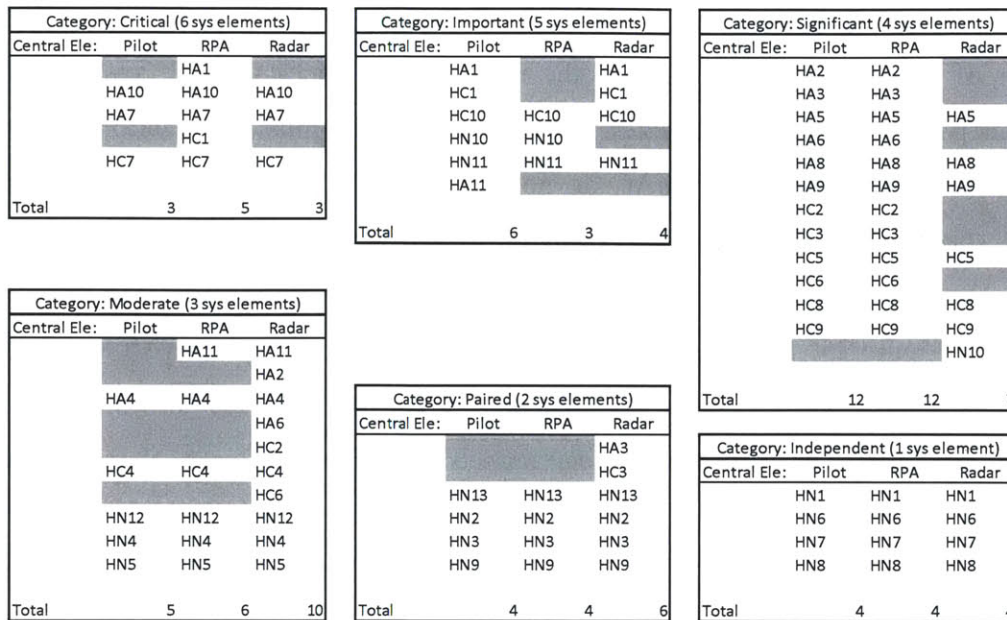 Category: Critical (6 sys elements)
Central Ele: Pilot RPA Radar
HA1
HA10 HA10 HA10
HA7 HA7 HA7
HC1
HC7 HC7 HC7
Total 3 5 3
Category: Important (5 sys elements)
Central Ele: Pilot RPA Radar
HA1 HA1
HC1 HC1
HC10 HC10 HC10
HN10 HN10
HN11 HN11 HN11
HA11
Total 6 3 4
Category: Significant (4 sys elements)
Central Ele: Pilot RPA Radar
HA2 HA2
HA3 HA3
HA5 HA5 HA5
HA6 HA6
HA8 HA8 HA8
HA9 HA9 HA9
HC2 HC2
HC3 HC3
HC5 HC5 HC5
HC6 HC6
HC8 HC8 HC8
HC9 HC9 HC9
HN10
Total 12 12
Category: Moderate (3 sys elements)
Central Ele: Pilot RPA Radar
HA11 HA11
HA2
HA4 HA4 HA4
HA6
HC2
HC4 HC4 HC4
HC6
HN12 HN12 HN12
HN4 HN4 HN4
HN5 HN5 HN5
Total 5 6 10
Category: Paired (2 sys elements)
Central Ele: Pilot RPA Radar
HA3
HC3
HN13 HN13 HN13
HN2 HN2 HN2
HN3 HN3 HN3
HN9 HN9 HN9
Total 4 4 6
Category: Independent (1 sys element)
Central Ele: Pilot RPA Radar
HN1 HN1 HN1
HN6 HN6 HN6
HN7 HN7 HN7
HN8 HN8 HN8
Total 4 4